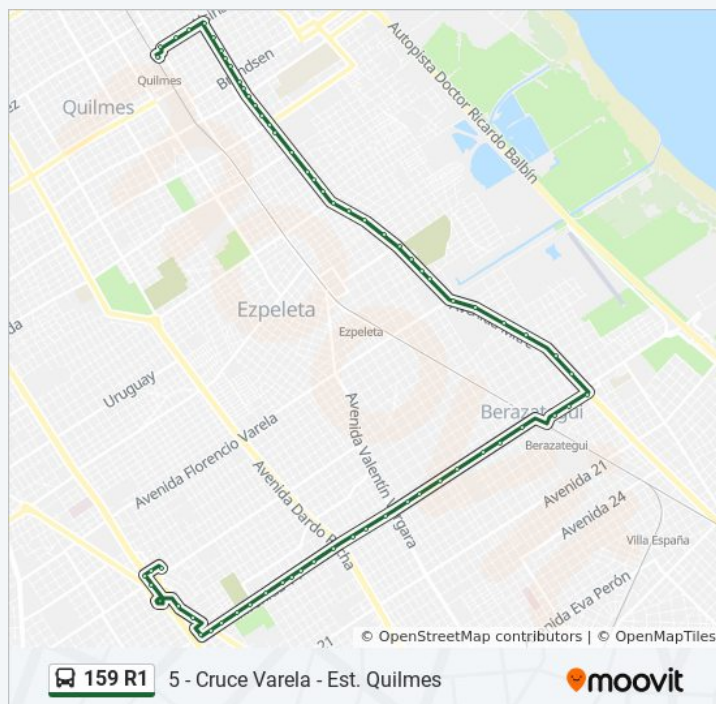 Brandsen
Autopista Doctor Ricardo Balbín
Quilmes
Quilmes
Ezpeleta
Ezpeleta
Uruguay
Berazategui
Berazategui
Avenida Valentín Vergara
Avenida Florencio Varela
Avenida 21
Avenida Dardo Rocha
Avenida 24
Villa España
Avenida Eva Perón
21
© OpenStreetMap contributors | © OpenMapTiles
159 R1
5 - Cruce Varela - Est. Quilmes
moovit